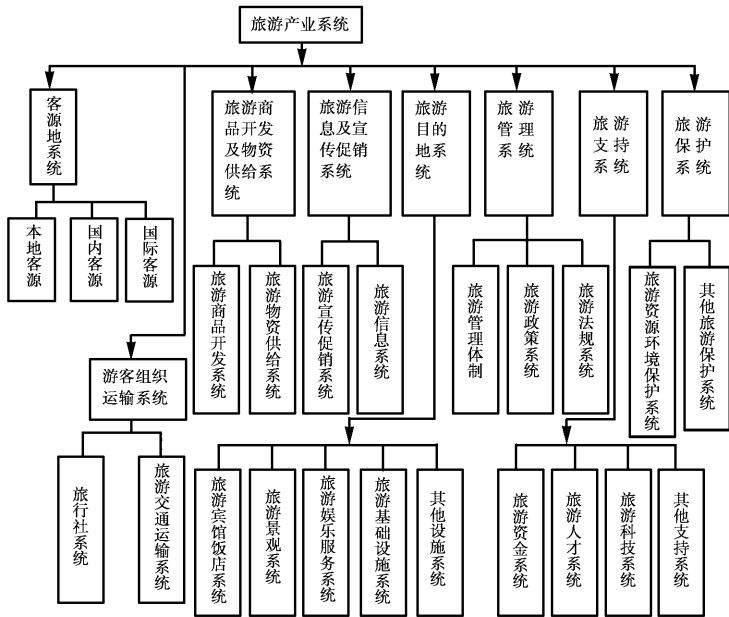 旅游产业系统
客源地系统
旅游商
品开发
及物资
供给系
统
旅游信
息及宣
传促销
系统
旅游
目的
地系
统
旅游
管理
系统
旅游
支持
系统
旅游
保护
系统
本地客源
国内客源
国际客源
旅游商品开发系统
旅游物资供给系统
旅游宣传促销系统
旅游信息系统
旅游管理体制
旅游政策系统
旅游法规系统
旅游资源环境保护系统
其他旅游保护系统
游客组织
运输系统
旅行社系统
旅游交通运输系统
旅游宾馆饭店系统
旅游景观系统
旅游娱乐服务系统
旅游基础设施系统
其他设施系统
旅游资金系统
旅游人才系统
旅游科技系统
其他支持系统